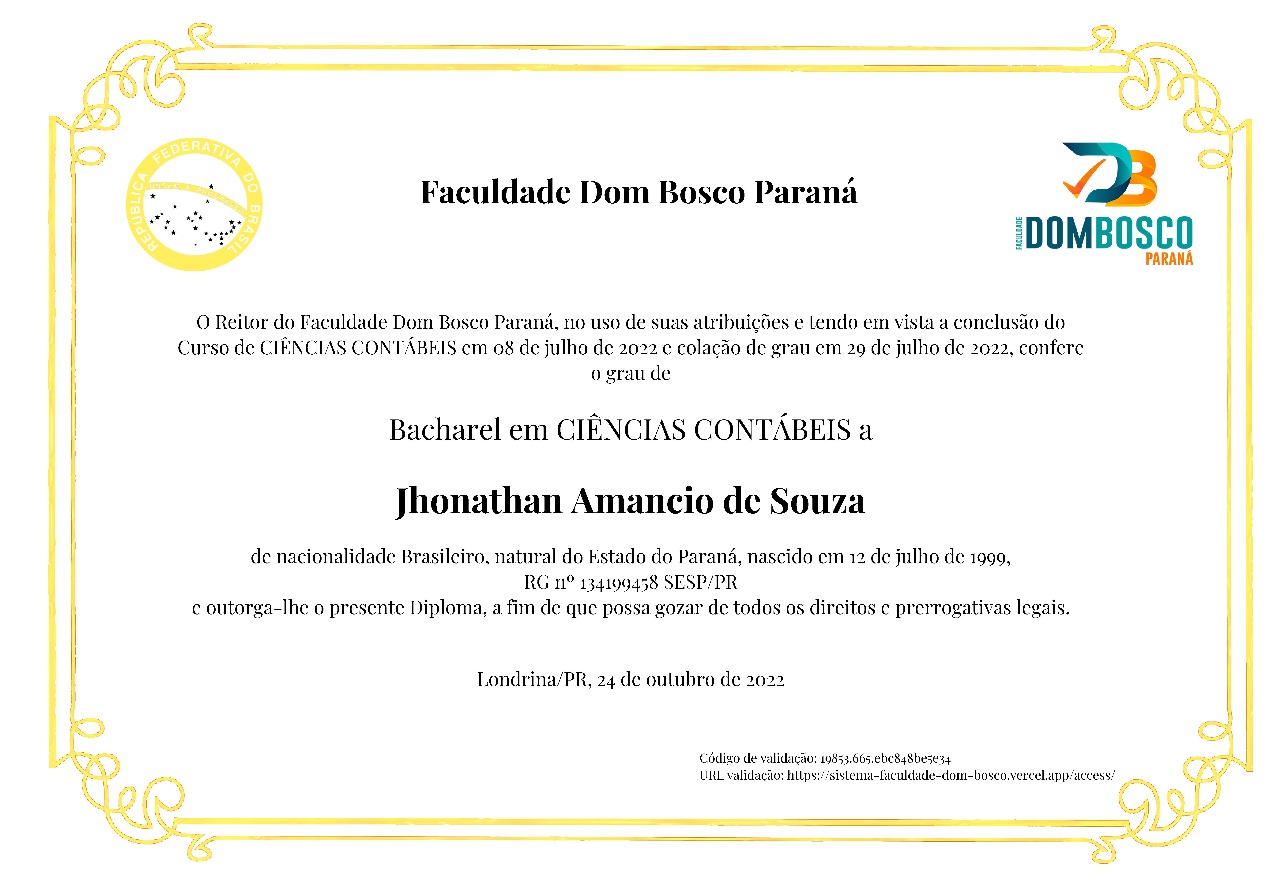 REPÚBLICA FEDERATIVA DO BRASIL
Faculdade Dom Bosco Paraná
DB
FACULDADE
DOMBOSCO
PARANÁ
O Reitor do Faculdade Dom Bosco Paraná, no uso de suas atribuições e tendo em vista a conclusão do
Curso de CIÊNCIAS CONTÁBEIS em 08 de julho de 2022 e colação de grau em 29 de julho de 2022, confere
o grau de
Bacharel em CIÊNCIAS CONTÁBEIS a
Jhonathan Amancio de Souza
de nacionalidade Brasileiro, natural do Estado do Paraná, nascido em 12 de julho de 1999,
RG nº 134199458 SESP/PR
e outorga-lhe o presente Diploma, a fim de que possa gozar de todos os direitos e prerrogativas legais.
Londrina/PR, 24 de outubro de 2022
Código de validação: 19853.665.ebc848be5e34
URL validação: https://sistema-faculdade-dom-bosco.vercel.app/access/